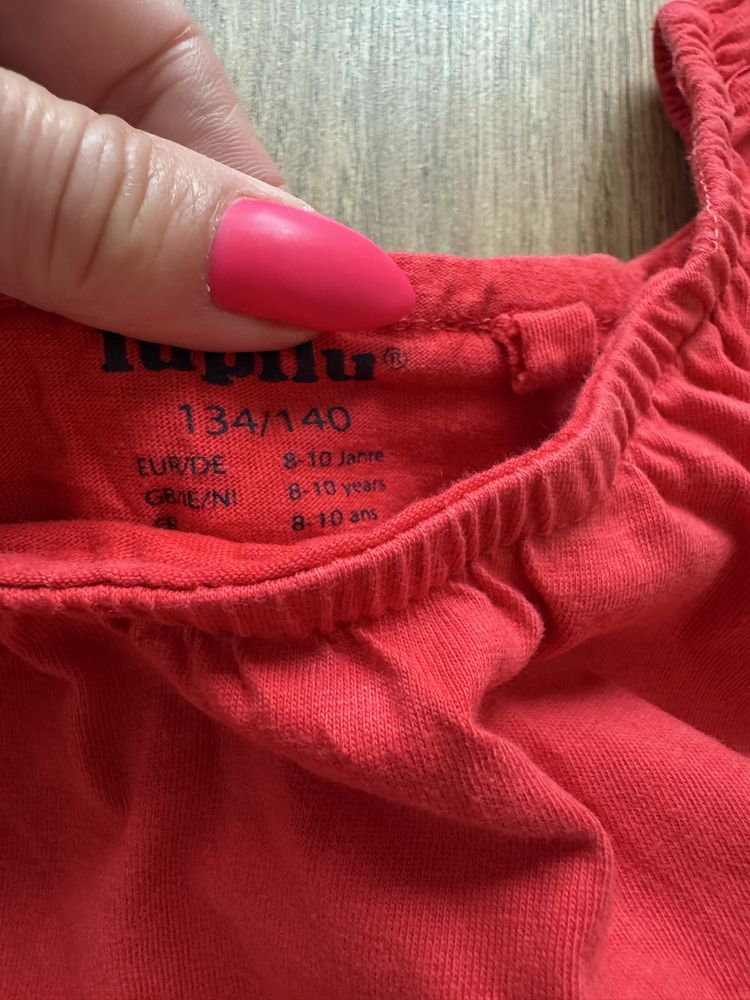 lupilu®
134/140
EUR/DE 8-10 Jahre
GB/IE/NI 8-10 years
8-10 ans